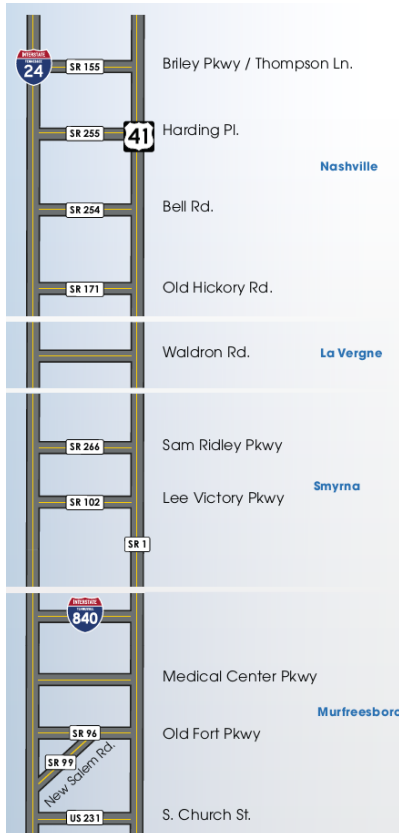 INTERSTATE
TENNESSEE
24
SR 155
Briley Pkwy / Thompson Ln.
SR 255
41
Harding Pl.
Nashville
SR 254
Bell Rd.
SR 171
Old Hickory Rd.
Waldron Rd.
La Vergne
SR 266
Sam Ridley Pkwy
Smyrna
SR 102
Lee Victory Pkwy
SR 1
INTERSTATE
TENNESSEE
840
Medical Center Pkwy
Murfreesboro
SR 96
Old Fort Pkwy
SR 99
New Salem Rd.
US 231
S. Church St.